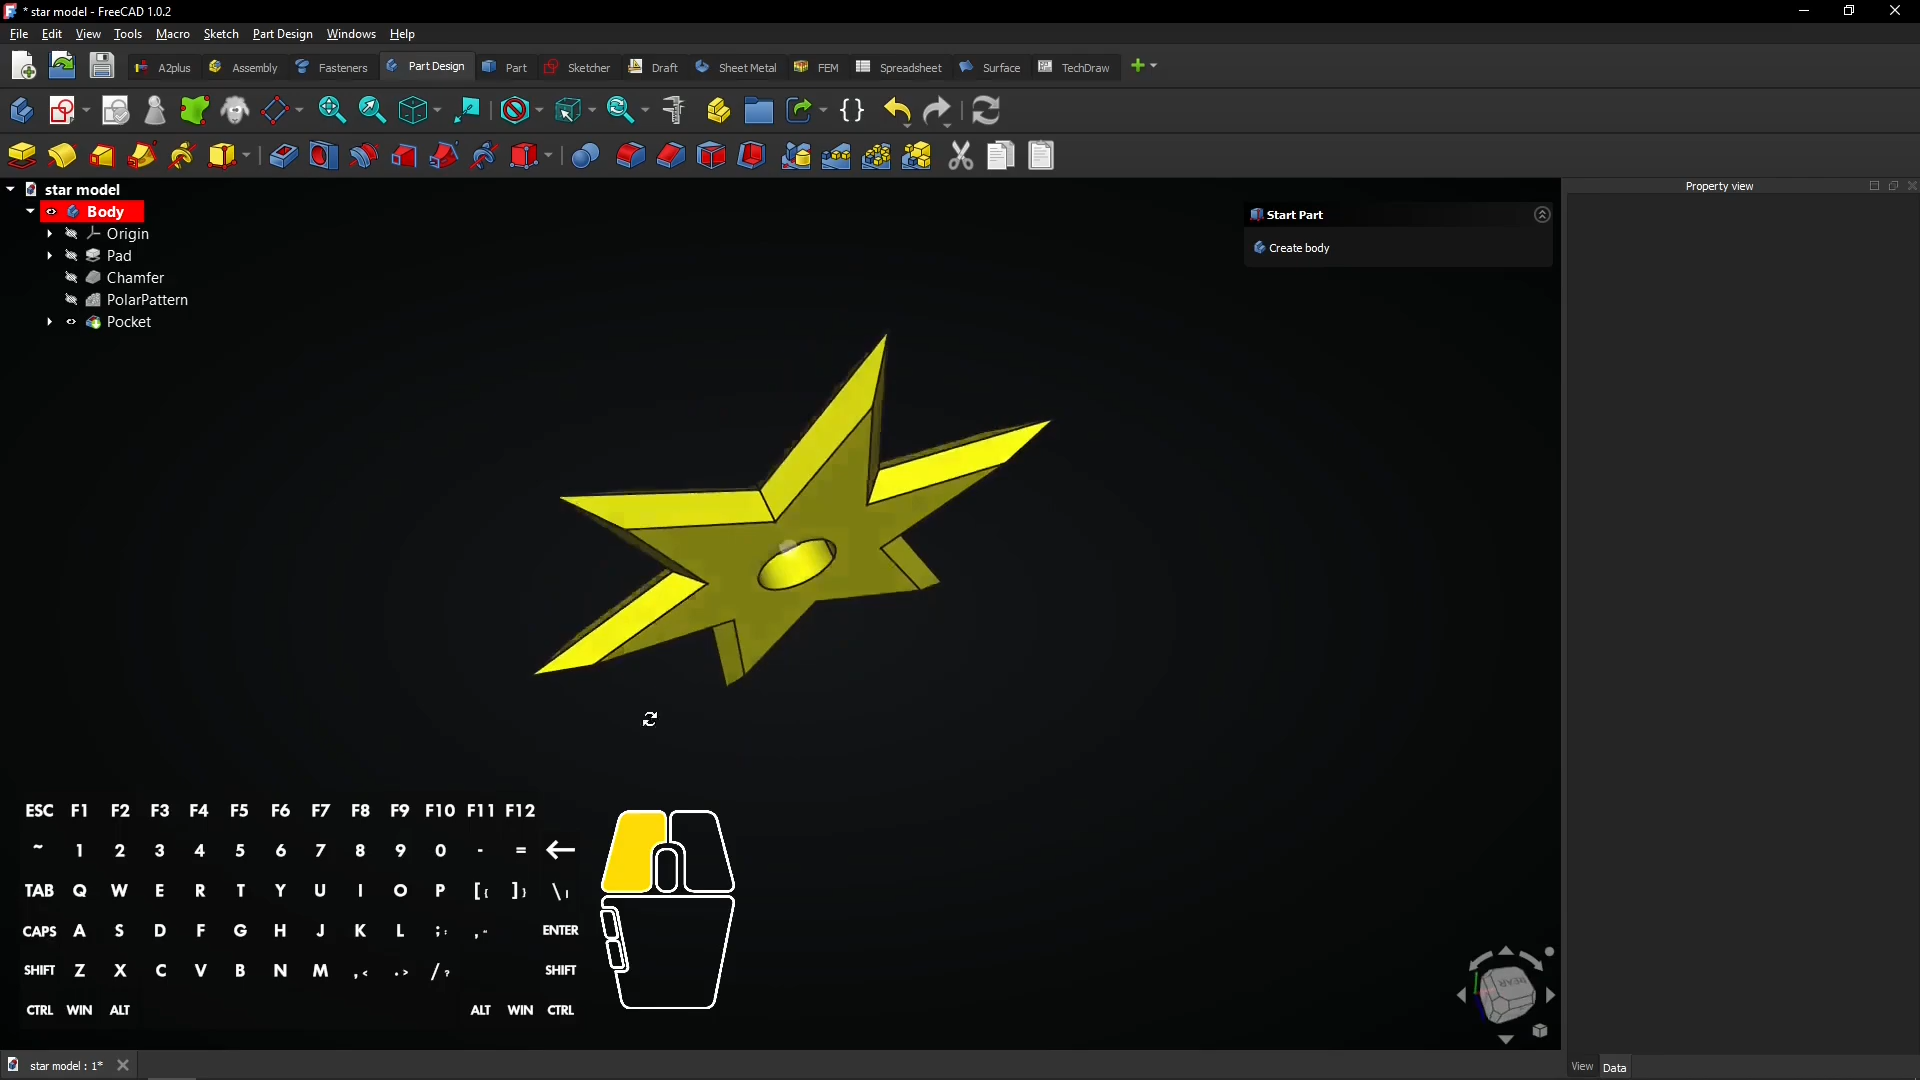 * star model - FreeCAD 1.0.2
File Edit View Tools Macro Sketch Part Design Windows Help
A2plus Assembly Fasteners Part Design Part Sketcher Draft Sheet Metal FEM Spreadsheet Surface TechDraw
star model
Body
Origin
Pad
Chamfer
PolarPattern
Pocket
Start Part
Create body
Property view
ESC F1 F2 F3 F4 F5 F6 F7 F8 F9 F10 F11 F12
~ 1 2 3 4 5 6 7 8 9 0 - =
TAB Q W E R T Y U I O P [{ ]} \|
CAPS A S D F G H J K L ;: ," ENTER
SHIFT Z X C V B N M ,< .> /? SHIFT
CTRL WIN ALT ALT WIN CTRL
REAR
star model : 1*
View Data